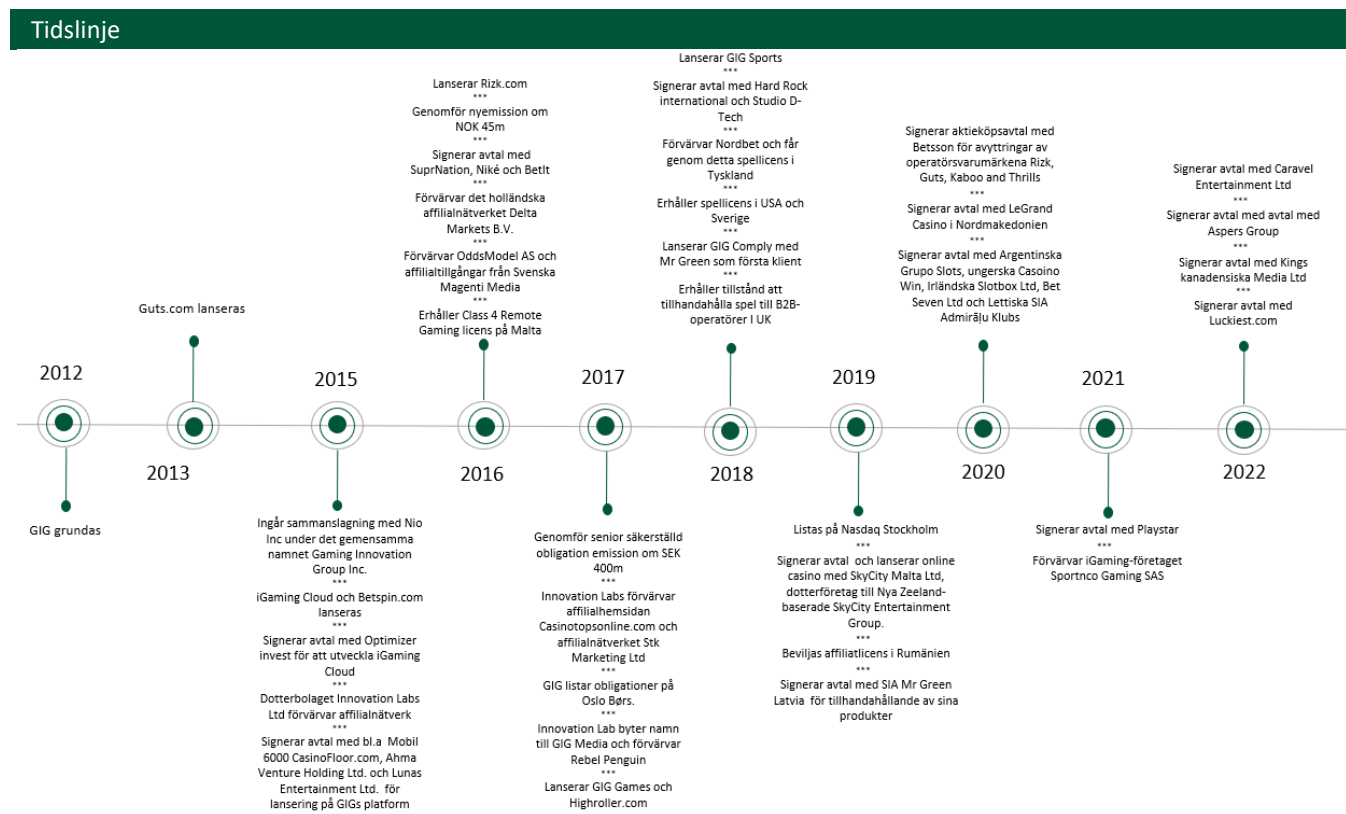 Tidslinje
2012
GIG grundas
Guts.com lanseras
2013
2015
Ingår sammanslagning med Nio
Inc under det gemensamma
namnet Gaming Innovation
Group Inc.
***
iGaming Cloud och Betspin.com
lanseras
***
Signerar avtal med Optimizer
invest för att utveckla iGaming
Cloud
***
Dotterbolaget Innovation Labs
Ltd förvärvar affilialnätverk
***
Signerar avtal med bl.a Mobil
6000 CasinoFloor.com, Ahma
Venture Holding Ltd. och Lunas
Entertainment Ltd. för
lansering på GIGs platform
Lanserar Rizk.com
***
Genomför nyemission om
NOK 45m
***
Signerar avtal med
SuprNation, Niké och BetIt
***
Förvärvar det holländska
affilialnätverket Delta
Markets B.V.
***
Förvärvar OddsModel AS och
affilialtillgångar från Svenska
Magenti Media
***
Erhåller Class 4 Remote
Gaming licens på Malta
2016
2017
Genomför senior säkerställd
obligation emission om SEK
400m
***
Innovation Labs förvärvar
affilialhemsidan
Casinotopsonline.com och
affilialnätverket Stk
Marketing Ltd
***
GIG listar obligationer på
Oslo Børs.
***
Innovation Lab byter namn
till GIG Media och förvärvar
Rebel Penguin
***
Lanserar GIG Games och
Highroller.com
Lanserar GIG Sports
***
Signerar avtal med Hard Rock
international och Studio D-
Tech
***
Förvärvar Nordbet och får
genom detta spellicens i
Tyskland
***
Erhåller spellicens i USA och
Sverige
***
Lanserar GIG Comply med
Mr Green som första klient
***
Erhåller tillstånd att
tillhandahålla spel till B2B-
operatörer I UK
2018
2019
Listas på Nasdaq Stockholm
***
Signerar avtal och lanserar online
casino med SkyCity Malta Ltd,
dotterföretag till Nya Zeeland-
baserade SkyCity Entertainment
Group.
***
Beviljas affiliatlicens i Rumänien
***
Signerar avtal med SIA Mr Green
Latvia för tillhandahållande av sina
produkter
Signerar aktieköpsavtal med
Betsson för avyttringar av
operatörsvarumärkena Rizk,
Guts, Kaboo and Thrills
***
Signerar avtal med LeGrand
Casino i Nordmakedonien
***
Signerar avtal med Argentinska
Grupo Slots, ungerska Casoino
Win, Irländska Slotbox Ltd, Bet
Seven Ltd och Lettiska SIA
Admirāļu Klubs
2020
2021
Signerar avtal med Playstar
***
Förvärvar iGaming-företaget
Sportnco Gaming SAS
Signerar avtal med Caravel
Entertainment Ltd
***
Signerar avtal med avtal med
Aspers Group
***
Signerar avtal med Kings
kanadensiska Media Ltd
***
Signerar avtal med
Luckiest.com
2022